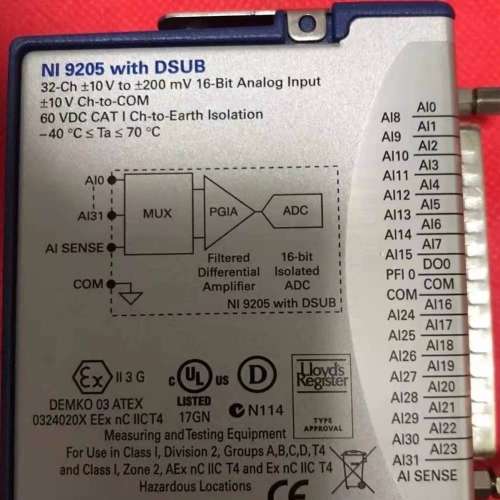 NI 9205 with DSUB
32-Ch ±10 V to ±200 mV 16-Bit Analog Input
±10 V Ch-to-COM
60 VDC CAT I Ch-to-Earth Isolation
−40 °C ≤ Ta ≤ 70 °C
AI0
AI31
AI SENSE
COM
MUX
PGIA
ADC
Filtered
Differential
Amplifier
16-bit
Isolated
ADC
NI 9205 with DSUB
AI0
AI8
AI1
AI9
AI2
AI10
AI3
AI11
AI4
AI12
AI5
AI13
AI6
AI14
AI7
AI15
DO0
PFI 0
COM
COM
AI16
AI24
AI17
AI25
AI18
AI26
AI19
AI27
AI20
AI28
AI21
AI29
AI22
AI30
AI23
AI31
AI SENSE
Ex II 3 G
DEMKO 03 ATEX
0324020X EEx nC IIC T4
C UL US
LISTED
17GN
D
N114
Lloyd's
Register
TYPE
APPROVAL
Measuring and Testing Equipment
For Use in Class I, Division 2, Groups A,B,C,D,T4
and Class I, Zone 2, AEx nC IIC T4 and Ex nC IIC T4
Hazardous Locations